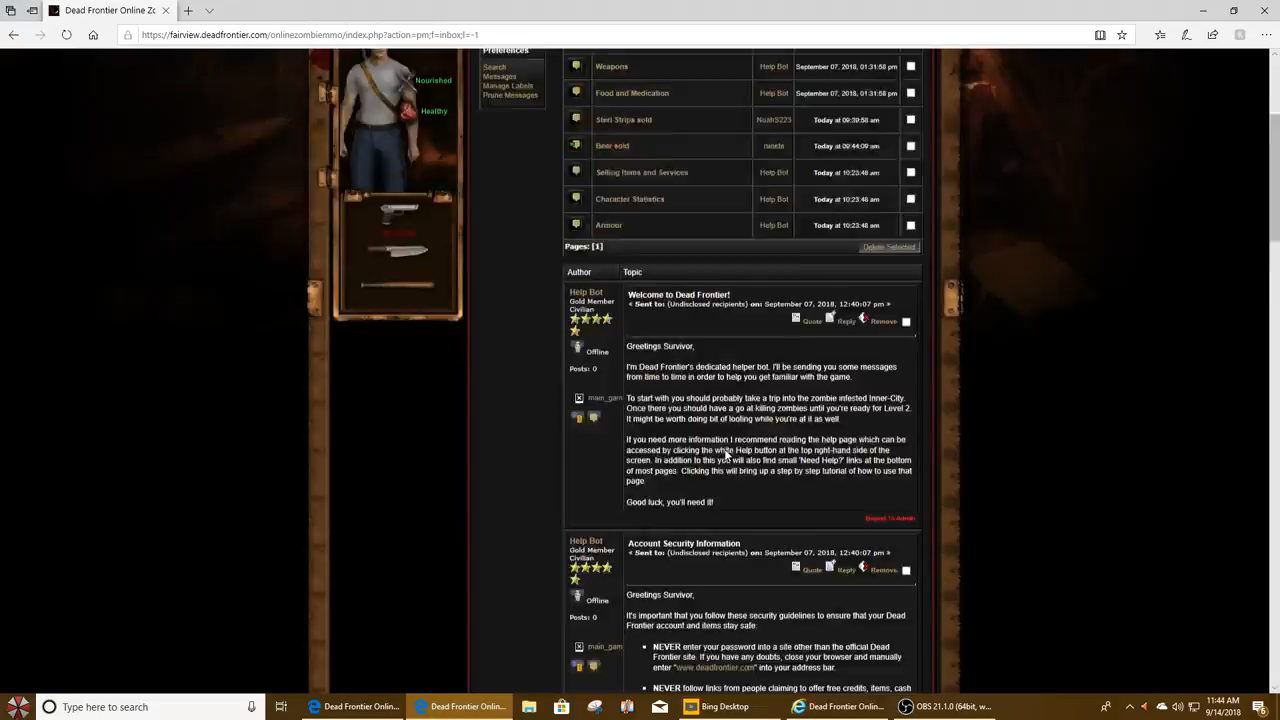 Dead Frontier Online Zo
https://fairview.deadfrontier.com/onlinezombiemmo/index.php?action=pm;f=inbox;l=-1
Nourished
Healthy
Preferences
Search
Messages
Manage Labels
Prune Messages
Weapons Help Bot September 07, 2018, 01:31:58 pm
Food and Medication Help Bot September 07, 2018, 01:31:58 pm
Steri Strips sold Today at 09:39:58 am
Beer sold Today at 09:44:09 am
Selling Items and Services Help Bot Today at 10:23:48 am
Character Statistics Help Bot Today at 10:23:48 am
Armour Help Bot Today at 10:23:48 am
Pages: [1] Delete Selected
Author Topic
Help Bot
Gold Member
Civilian
Offline
Posts: 0
main_gam
Welcome to Dead Frontier!
« Sent to: (Undisclosed recipients) on: September 07, 2018, 12:40:07 pm »
Quote Reply Remove
Greetings Survivor,
I'm Dead Frontier's dedicated helper bot. I'll be sending you some messages
from time to time in order to help you get familiar with the game.
To start with you should probably take a trip into the zombie infested Inner-City.
Once there you should have a go at killing zombies until you're ready for Level 2.
It might be worth doing bit of looting while you're at it as well
If you need more information I recommend reading the help page which can be
accessed by clicking the white Help button at the top right-hand side of the
screen. In addition to this you will also find small 'Need Help?' links at the bottom
of most pages. Clicking this will bring up a step by step tutorial of how to use that
page
Good luck, you'll need it!
Report To Admin
Help Bot
Gold Member
Civilian
Offline
Posts: 0
main_gam
Account Security Information
« Sent to: (Undisclosed recipients) on: September 07, 2018, 12:40:07 pm »
Quote Reply Remove
Greetings Survivor,
It's important that you follow these security guidelines to ensure that your Dead
Frontier account and items stay safe:
NEVER enter your password into a site other than the official Dead
Frontier site. If you have any doubts, close your browser and manually
enter "www.deadfrontier.com" into your address bar.
NEVER follow links from people claiming to offer free credits, items, cash
Type here to search
Dead Frontier Onlin...
Dead Frontier Onlin...
Bing Desktop
Dead Frontier Onlin...
OBS 21.1.0 (64bit, w...
11:44 AM
9/14/2018
6